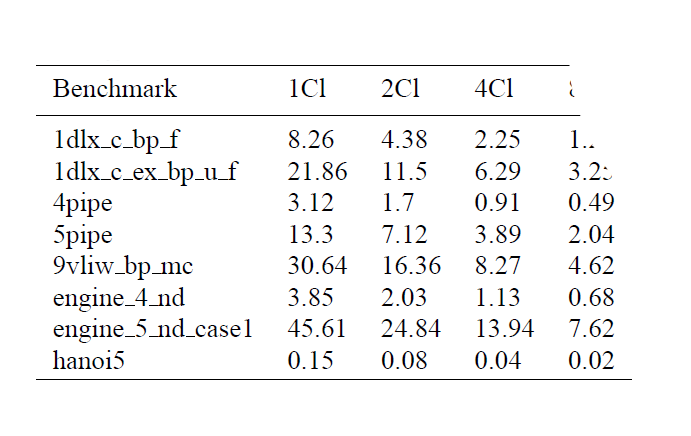 Benchmark 1Cl 2Cl 4Cl
1dlx_c_bp_f 8.26 4.38 2.25
1dlx_c_ex_bp_u_f 21.86 11.5 6.29
4pipe 3.12 1.7 0.91 0.49
5pipe 13.3 7.12 3.89 2.04
9vliw_bp_mc 30.64 16.36 8.27 4.62
engine_4_nd 3.85 2.03 1.13 0.68
engine_5_nd_case1 45.61 24.84 13.94 7.62
hanoi5 0.15 0.08 0.04 0.02